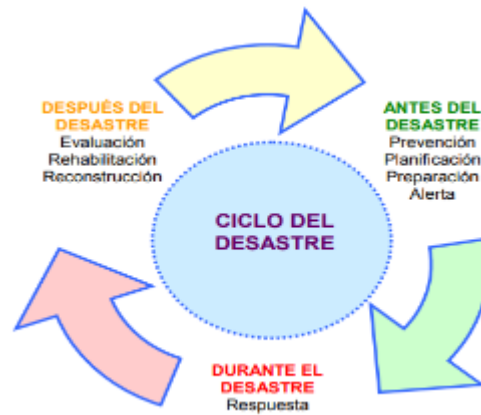 DESPUÉS DEL
DESASTRE
Evaluación
Rehabilitación
Reconstrucción
ANTES DEL
DESASTRE
Prevención
Planificación
Preparación
Alerta
CICLO DEL
DESASTRE
DURANTE EL
DESASTRE
Respuesta